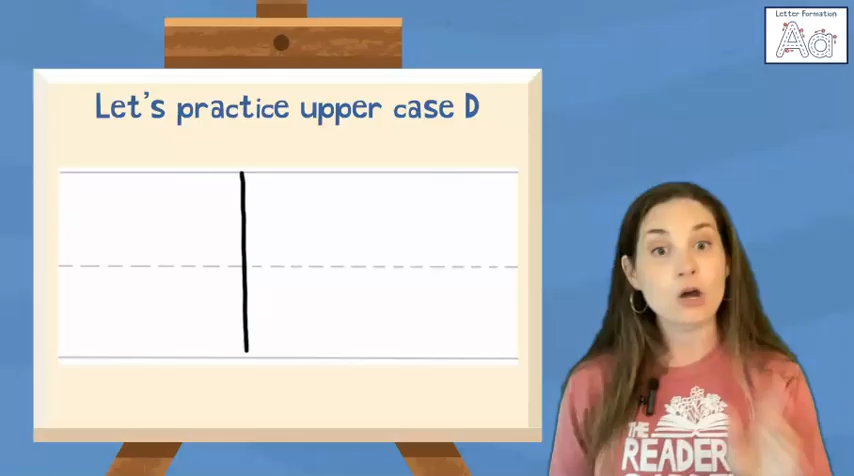 Letter Formation
Aa
Let's practice upper case D
THE
READER